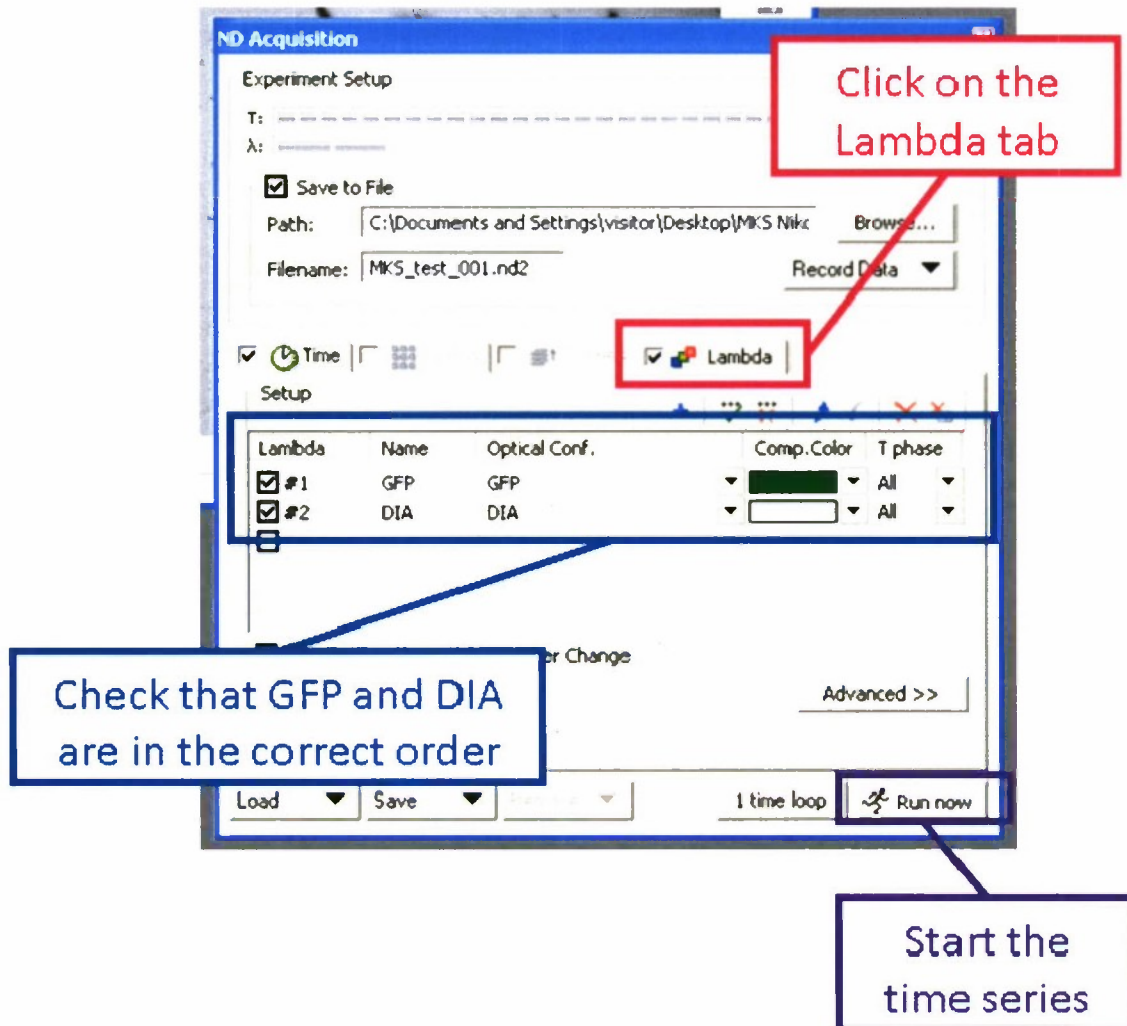 ND Acquisition
Click on the
Lambda tab
Experiment Setup
T:
λ:
Save to File
Path: C:\Documents and Settings\visitor\Desktop\MKS Nikc Browse...
Filename: MKS_test_001.nd2 Record Data
Time Lambda
Setup
Lambda Name Optical Conf. Comp.Color T phase
#1 GFP GFP All
#2 DIA DIA All
Change
Check that GFP and DIA
are in the correct order
Advanced >>
Load Save 1 time loop Run now
Start the
time series